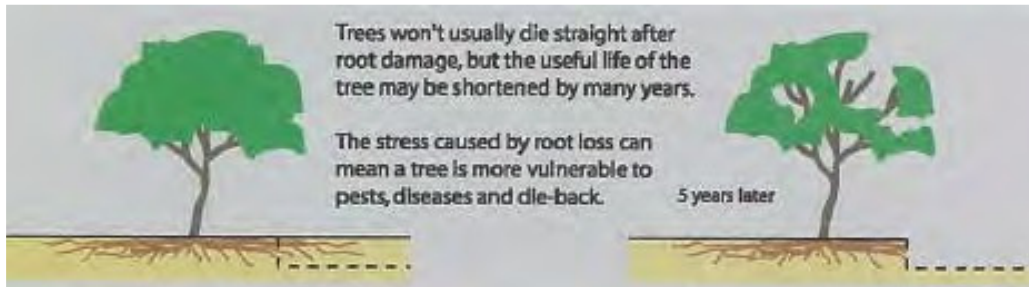 Trees won't usually die straight after
root damage, but the useful life of the
tree may be shortened by many years.
The stress caused by root loss can
mean a tree is more vulnerable to
pests, diseases and die-back.
5 years later